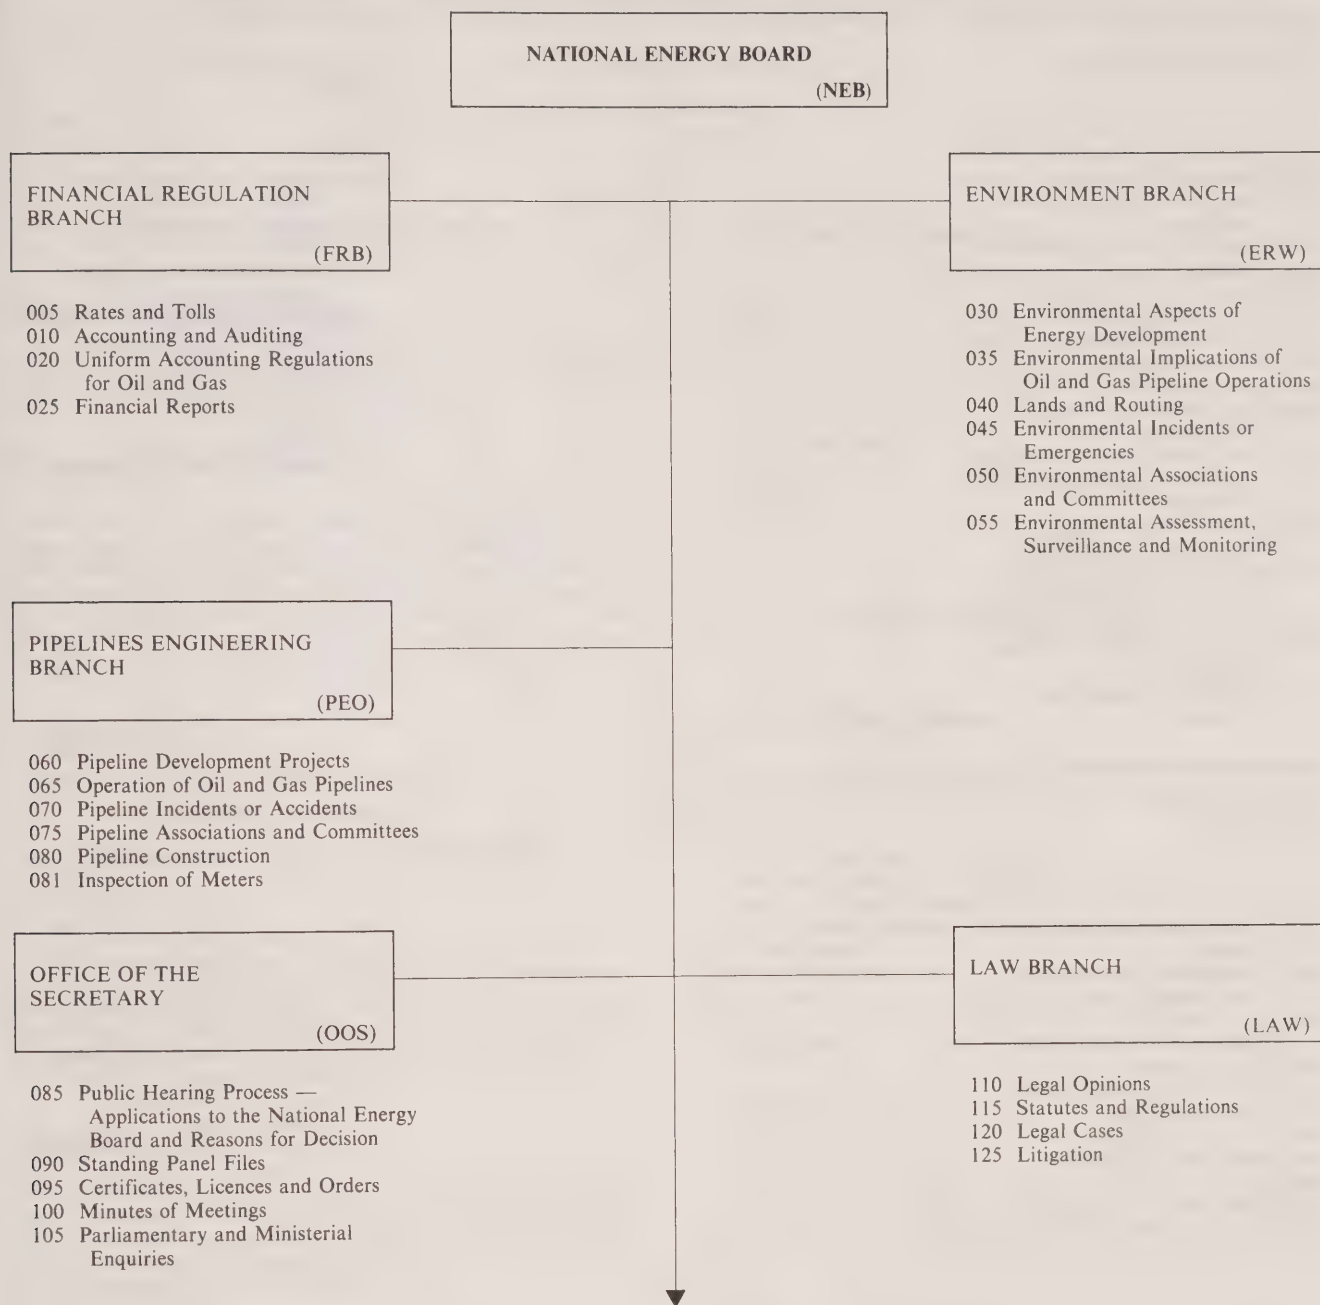 NATIONAL ENERGY BOARD
(NEB)
FINANCIAL REGULATION
BRANCH
(FRB)
005 Rates and Tolls
010 Accounting and Auditing
020 Uniform Accounting Regulations
for Oil and Gas
025 Financial Reports
ENVIRONMENT BRANCH
(ERW)
030 Environmental Aspects of
Energy Development
035 Environmental Implications of
Oil and Gas Pipeline Operations
040 Lands and Routing
045 Environmental Incidents or
Emergencies
050 Environmental Associations
and Committees
055 Environmental Assessment,
Surveillance and Monitoring
PIPELINES ENGINEERING
BRANCH
(PEO)
060 Pipeline Development Projects
065 Operation of Oil and Gas Pipelines
070 Pipeline Incidents or Accidents
075 Pipeline Associations and Committees
080 Pipeline Construction
081 Inspection of Meters
OFFICE OF THE
SECRETARY
(OOS)
085 Public Hearing Process —
Applications to the National Energy
Board and Reasons for Decision
090 Standing Panel Files
095 Certificates, Licences and Orders
100 Minutes of Meetings
105 Parliamentary and Ministerial
Enquiries
LAW BRANCH
(LAW)
110 Legal Opinions
115 Statutes and Regulations
120 Legal Cases
125 Litigation